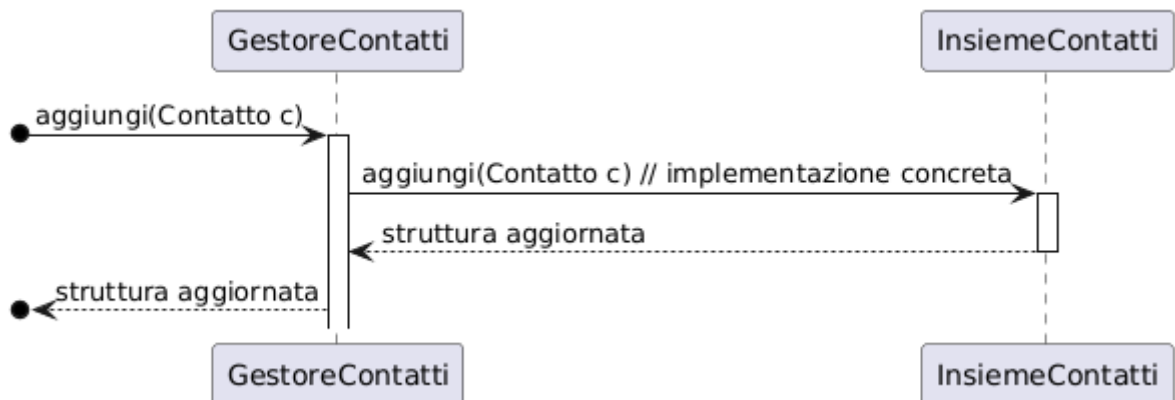 GestoreContatti
InsiemeContatti
aggiungi(Contatto c)
aggiungi(Contatto c) // implementazione concreta
struttura aggiornata
struttura aggiornata
GestoreContatti
InsiemeContatti